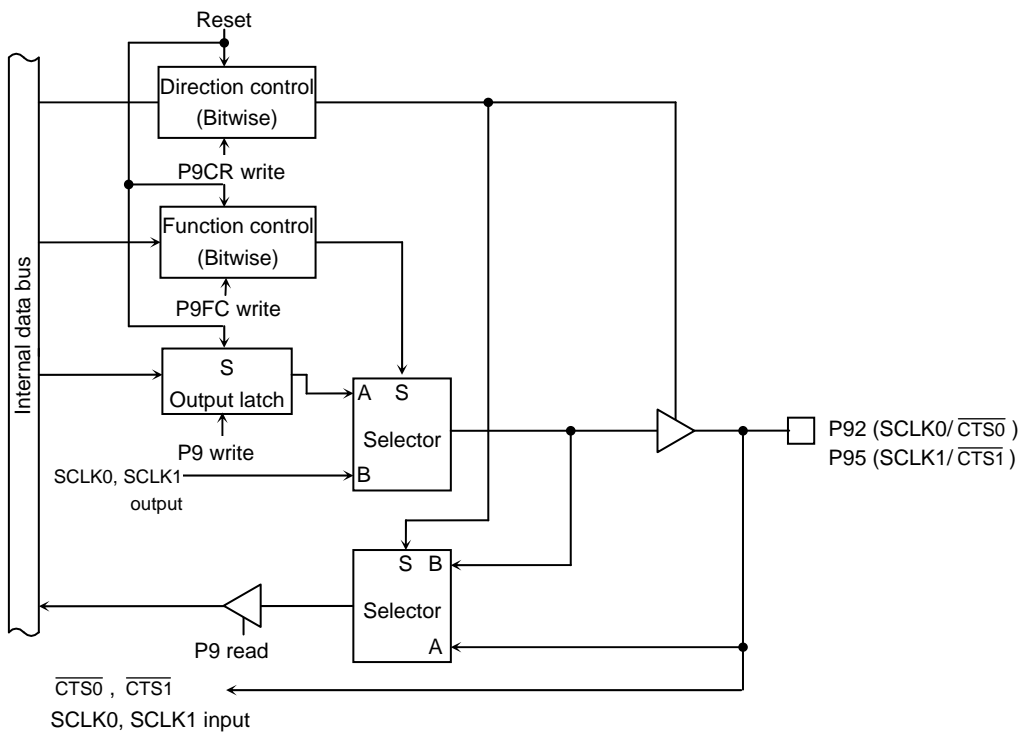 Reset
Direction control
(Bitwise)
P9CR write
Function control
(Bitwise)
P9FC write
Internal data bus
S
Output latch
P9 write
SCLK0, SCLK1
output
A S
Selector
B
P92 (SCLK0/ CTS0 )
P95 (SCLK1/ CTS1 )
S B
Selector
A
P9 read
CTS0 , CTS1
SCLK0, SCLK1 input